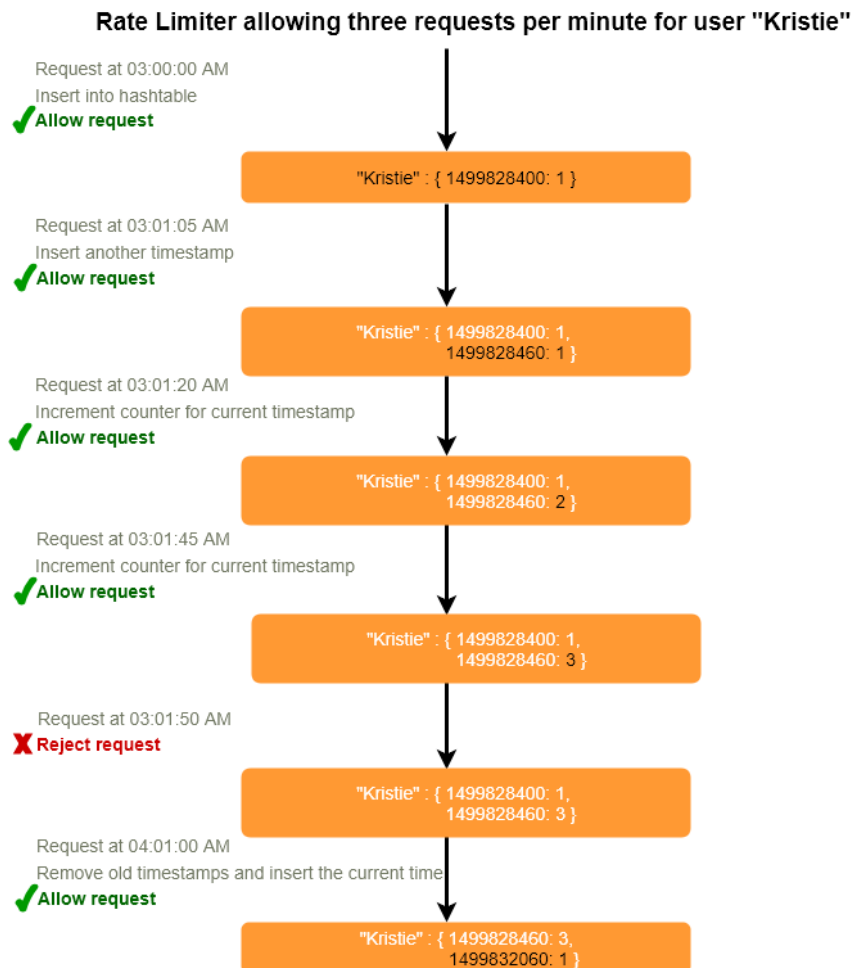 Rate Limiter allowing three requests per minute for user "Kristie"
Request at 03:00:00 AM
Insert into hashtable
Allow request
"Kristie" : { 1499828400: 1 }
Request at 03:01:05 AM
Insert another timestamp
Allow request
"Kristie" : { 1499828400: 1,
1499828460: 1 }
Request at 03:01:20 AM
Increment counter for current timestamp
Allow request
"Kristie" : { 1499828400: 1,
1499828460: 2 }
Request at 03:01:45 AM
Increment counter for current timestamp
Allow request
"Kristie" : { 1499828400: 1,
1499828460: 3 }
Request at 03:01:50 AM
Reject request
"Kristie" : { 1499828400: 1,
1499828460: 3 }
Request at 04:01:00 AM
Remove old timestamps and insert the current time
Allow request
"Kristie" : { 1499828460: 3,
1499832060: 1 }